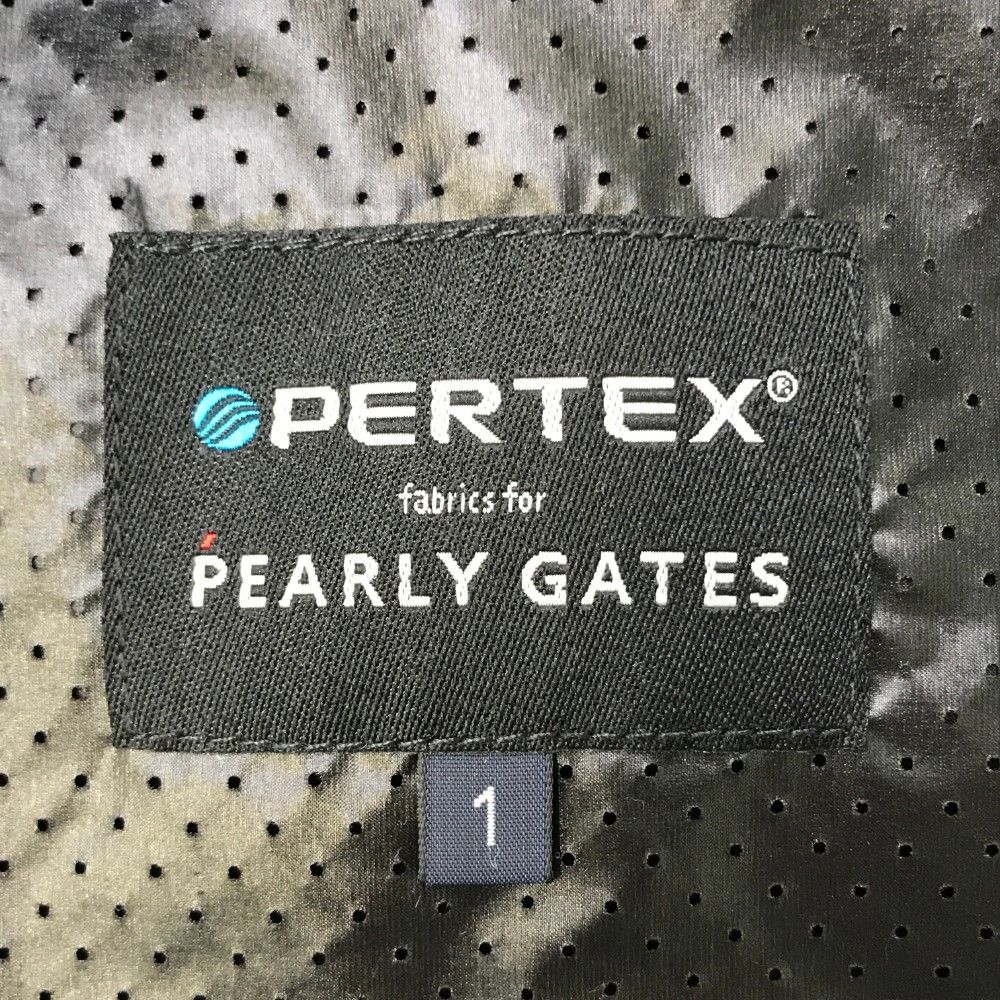 PERTEX®
fabrics for
PEARLY GATES
1